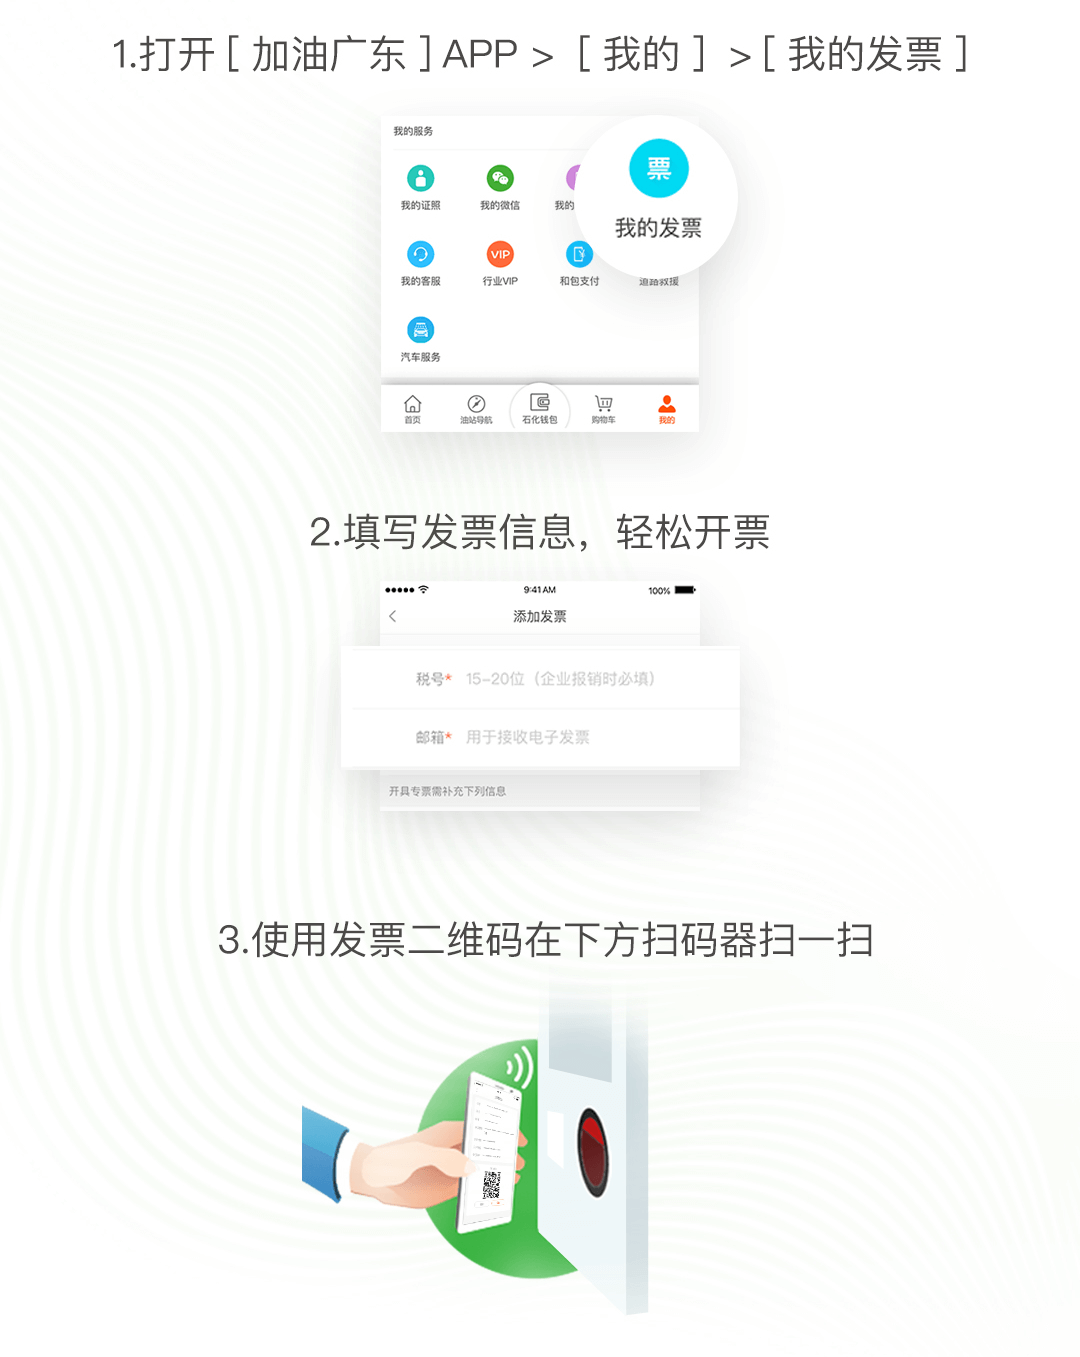 1.打开[ 加油广东 ] APP > [ 我的 ] >[ 我的发票 ]
我的服务
票
我的发票
我的证照
我的微信
我的
VIP
我的客服
行业VIP
和包支付
道路救援
汽车服务
首页
油站导航
石化钱包
购物车
我的
2.填写发票信息，轻松开票
9:41 AM
100%
添加发票
税号* 15-20位（企业报销时必填）
邮箱* 用于接收电子发票
开具专票需补充下列信息
3.使用发票二维码在下方扫码器扫一扫